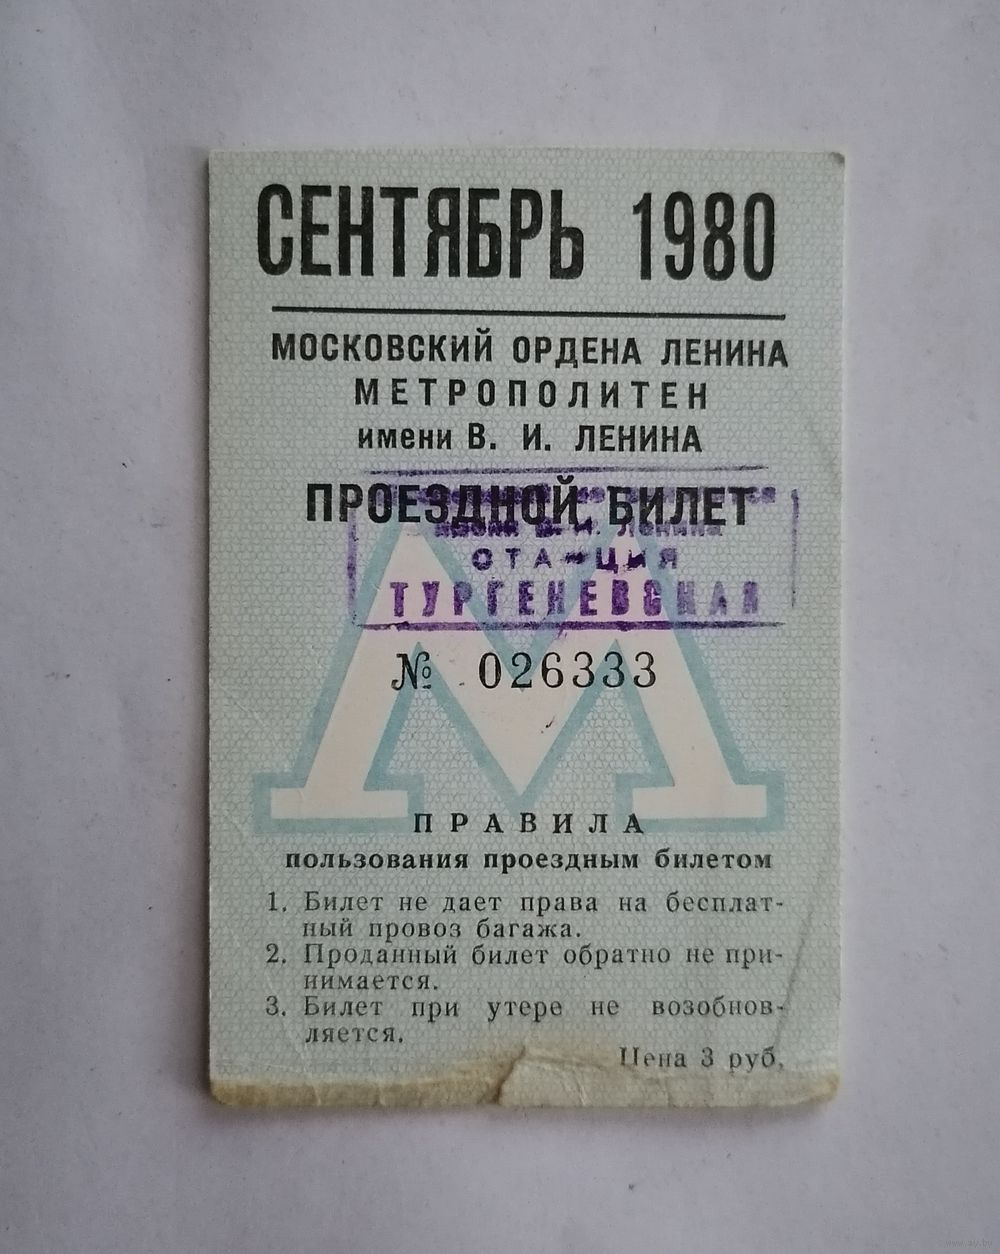 СЕНТЯБРЬ 1980
МОСКОВСКИЙ ОРДЕНА ЛЕНИНА
МЕТРОПОЛИТЕН
имени В. И. ЛЕНИНА
ПРОЕЗДНОЙ БИЛЕТ
В. И. ЛЕНИНА
СТАНЦИЯ
ТУРГЕНЕВСКАЯ
№ 026333
ПРАВИЛА
пользования проездным билетом
1. Билет не дает права на бесплат-
ный провоз багажа.
2. Проданный билет обратно не при-
нимается.
3. Билет при утере не возобнов-
ляется.
Цена 3 руб.